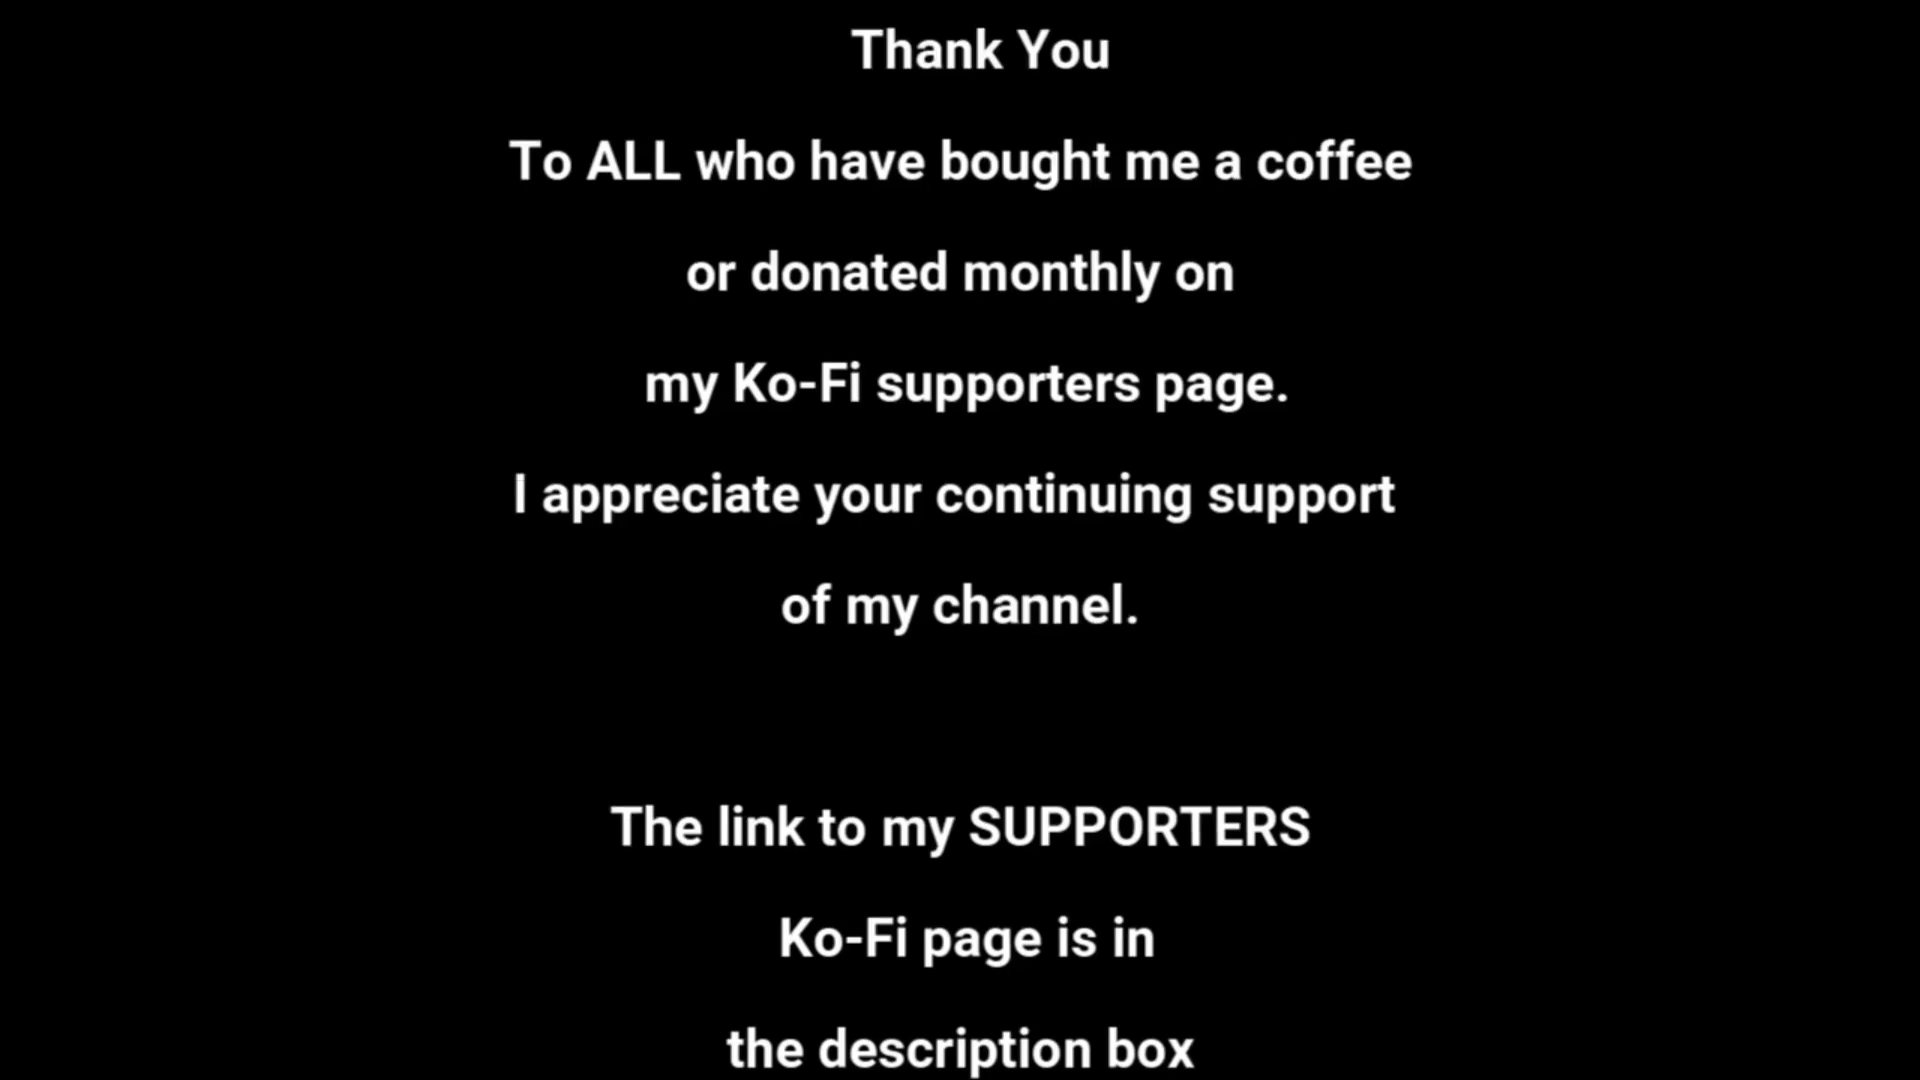 Thank You
To ALL who have bought me a coffee
or donated monthly on
my Ko-Fi supporters page.
I appreciate your continuing support
of my channel.
The link to my SUPPORTERS
Ko-Fi page is in
the description box